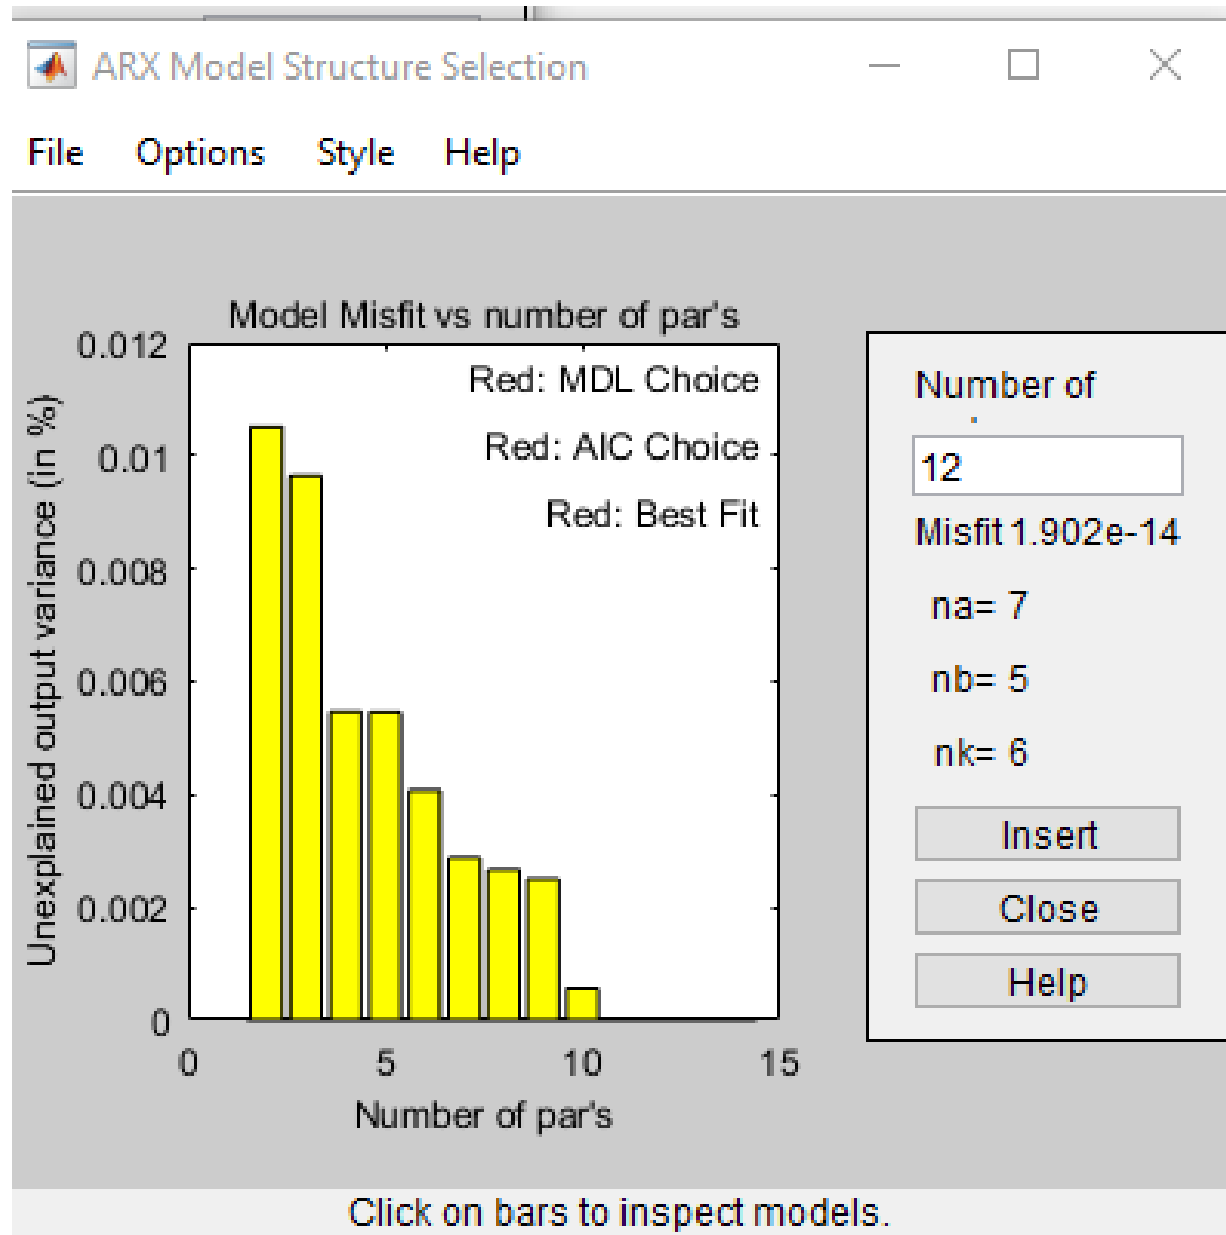 ARX Model Structure Selection
File Options Style Help
Model Misfit vs number of par's
0.012
0.01
0.008
0.006
0.004
0.002
0
Unexplained output variance (in %)
Red: MDL Choice
Red: AIC Choice
Red: Best Fit
0 5 10 15
Number of par's
Number of
12
Misfit 1.902e-14
na= 7
nb= 5
nk= 6
Insert
Close
Help
Click on bars to inspect models.